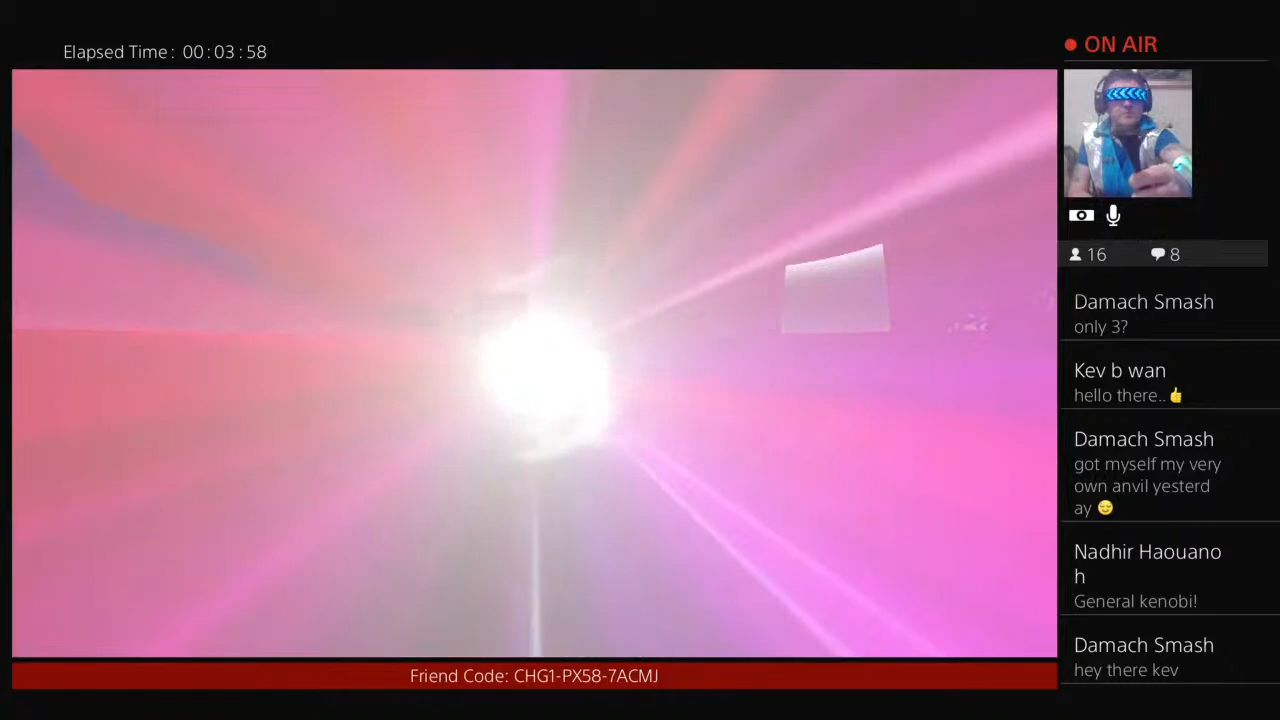 Elapsed Time: 00:03:58
ON AIR
16 8
Damach Smash
only 3?
Kev b wan
hello there..👍
Damach Smash
got myself my very
own anvil yesterd
ay 😌
Nadhir Haouano
h
General kenobi!
Damach Smash
hey there kev
Friend Code: CHG1-PX58-7ACMJ